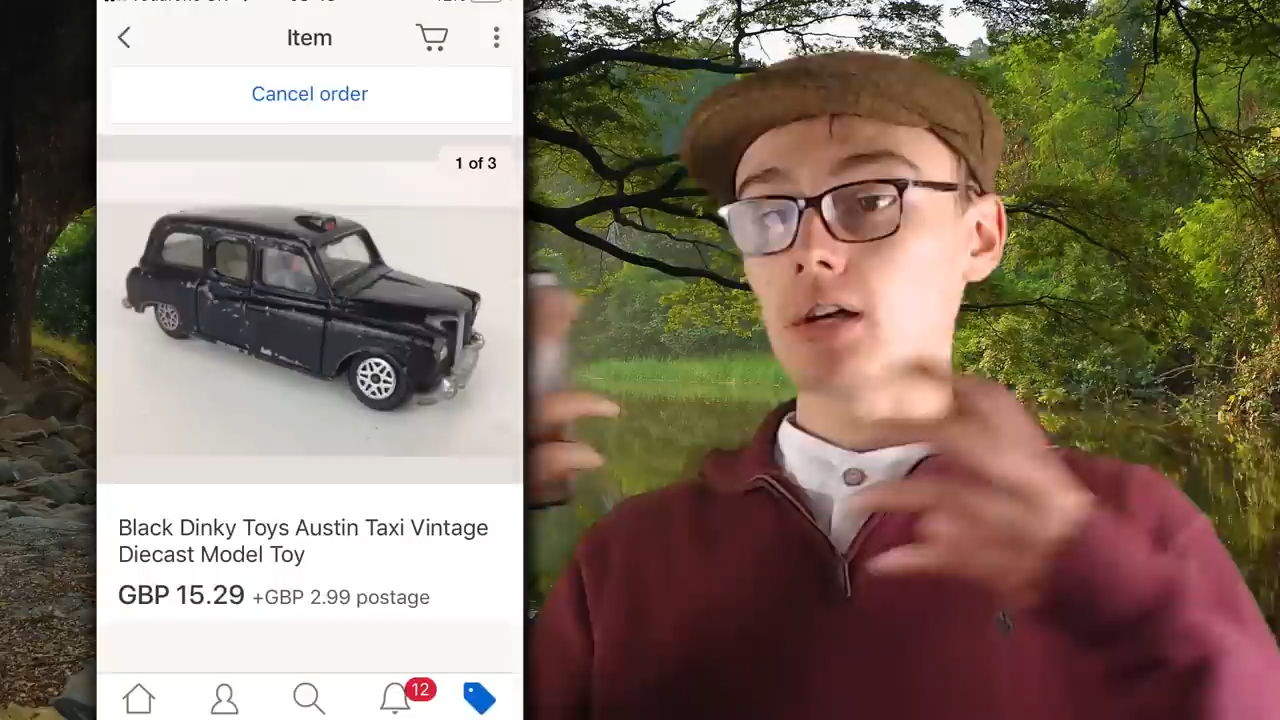 Item
Cancel order
1 of 3
Black Dinky Toys Austin Taxi Vintage
Diecast Model Toy
GBP 15.29 +GBP 2.99 postage
12